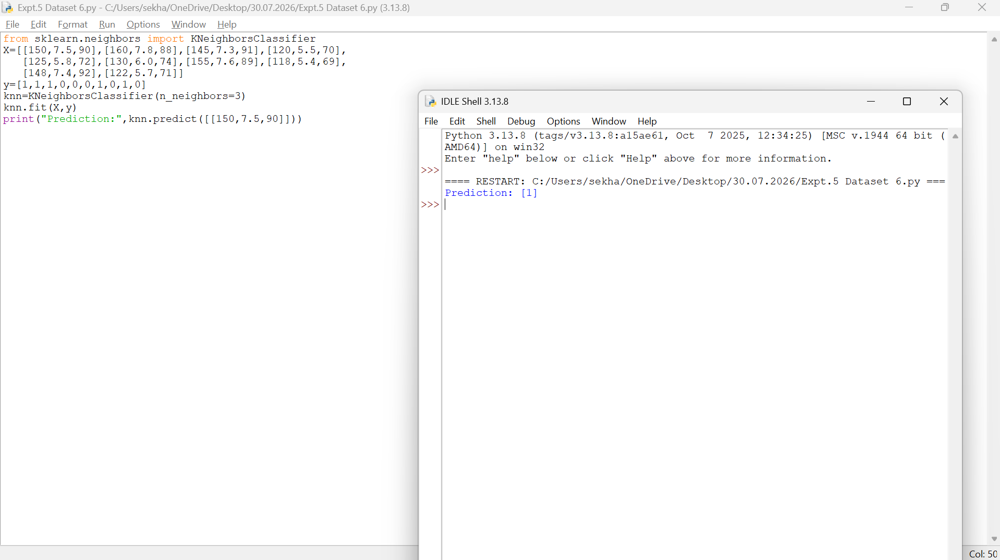 Expt.5 Dataset 6.py - C:/Users/sekha/OneDrive/Desktop/30.07.2026/Expt.5 Dataset 6.py (3.13.8)
File Edit Format Run Options Window Help
from sklearn.neighbors import KNeighborsClassifier
X=[[150,7.5,90],[160,7.8,88],[145,7.3,91],[120,5.5,70],
[125,5.8,72],[130,6.0,74],[155,7.6,89],[118,5.4,69],
[148,7.4,92],[122,5.7,71]]
y=[1,1,1,0,0,0,1,0,1,0]
knn=KNeighborsClassifier(n_neighbors=3)
knn.fit(X,y)
print("Prediction:",knn.predict([[150,7.5,90]]))
IDLE Shell 3.13.8
File Edit Shell Debug Options Window Help
Python 3.13.8 (tags/v3.13.8:a15ae61, Oct  7 2025, 12:34:25) [MSC v.1944 64 bit (
AMD64)] on win32
Enter "help" below or click "Help" above for more information.
>>>
==== RESTART: C:/Users/sekha/OneDrive/Desktop/30.07.2026/Expt.5 Dataset 6.py ===
Prediction: [1]
>>>
Col: 50